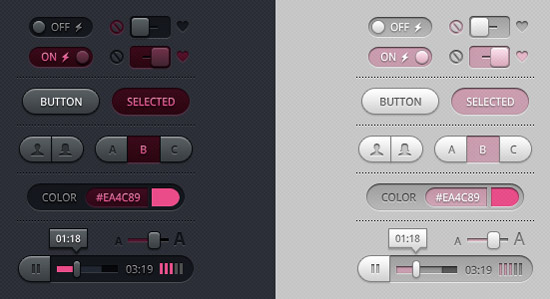 OFF
ON
BUTTON SELECTED
A B C
COLOR #EA4C89
01:18 A A
03:19
OFF
ON
BUTTON SELECTED
A B C
COLOR #EA4C89
01:18 A A
03:19